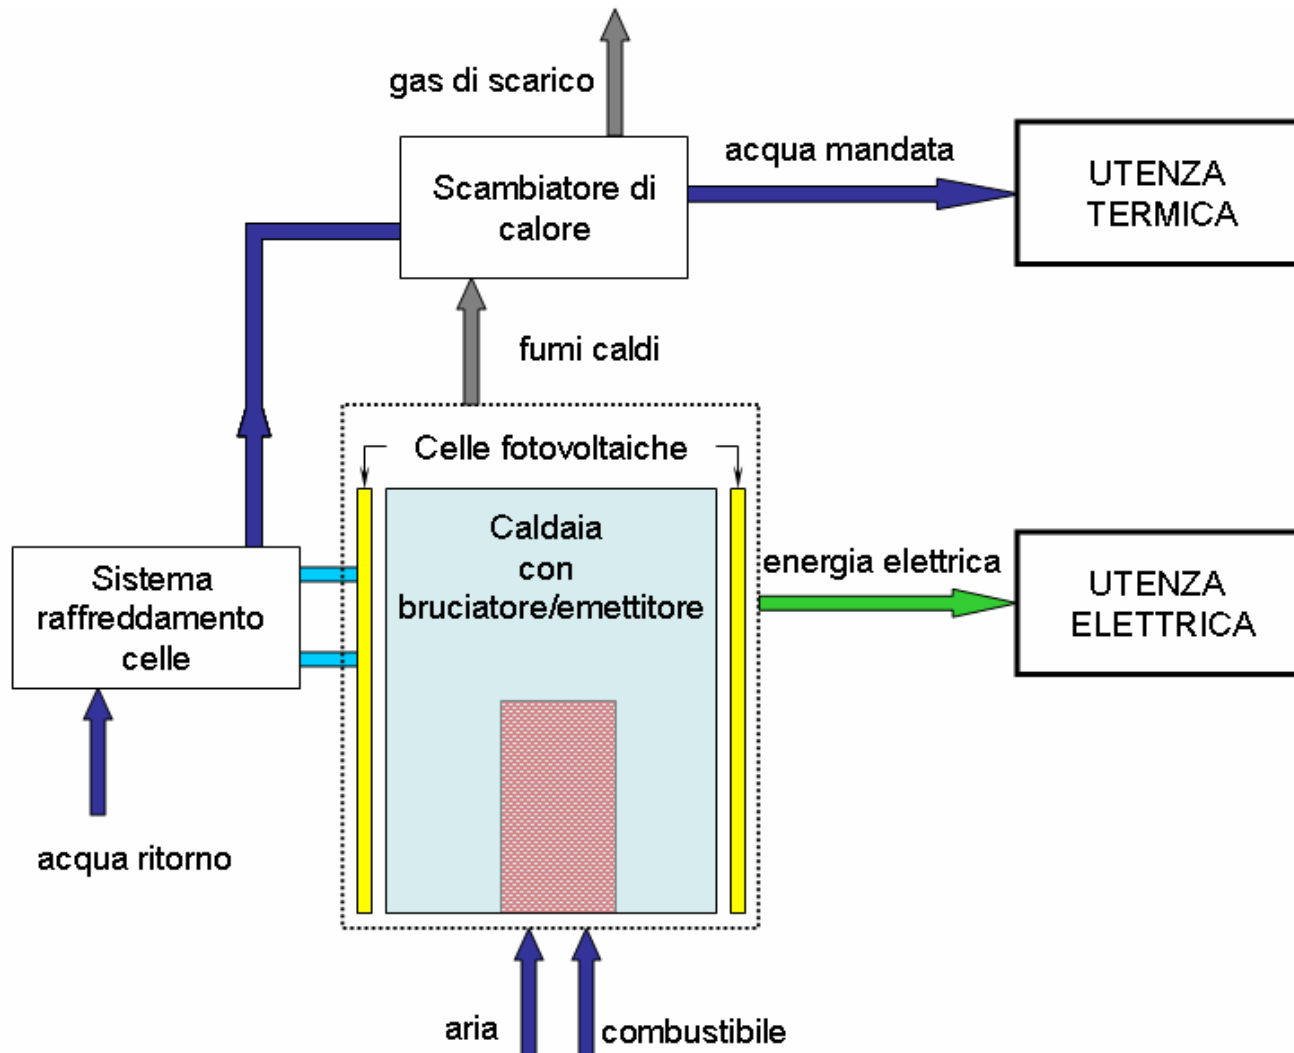 gas di scarico
acqua mandata
Scambiatore di
calore
UTENZA
TERMICA
fumi caldi
Celle fotovoltaiche
Caldaia
con
bruciatore/emettitore
energia elettrica
UTENZA
ELETTRICA
Sistema
raffreddamento
celle
acqua ritorno
aria
combustibile